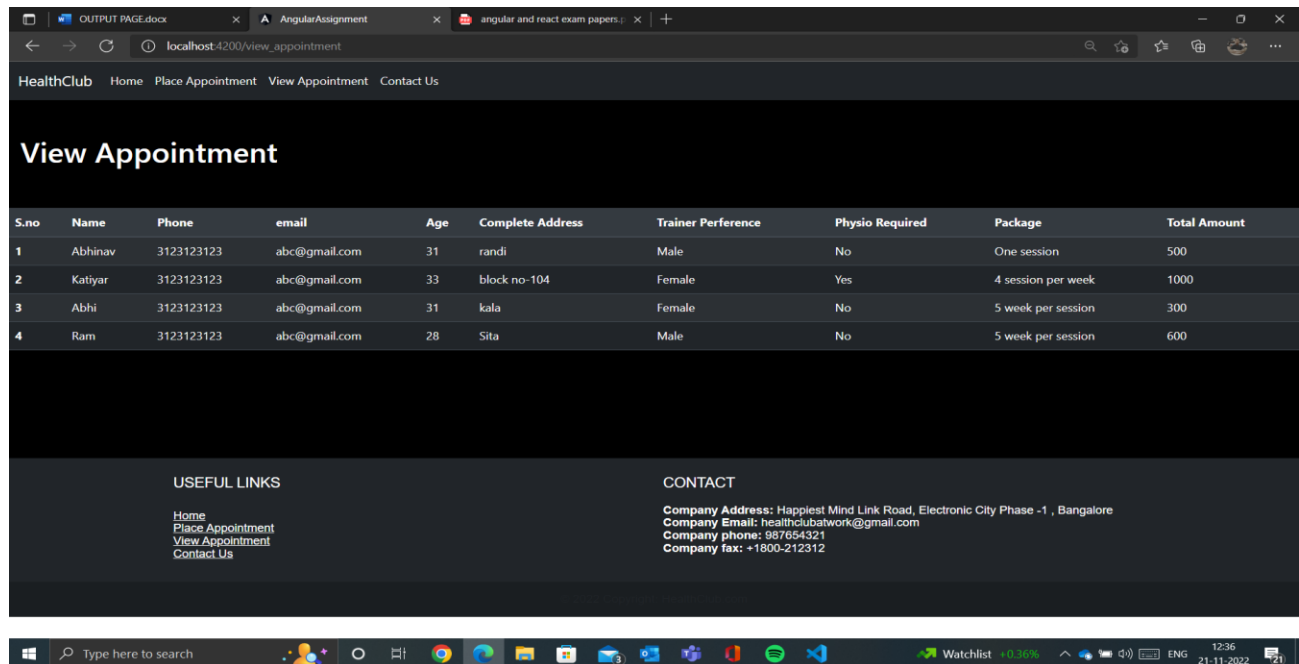 OUTPUT PAGE.docx AngularAssignment angular and react exam papers.p
localhost:4200/view_appointment
HealthClub Home Place Appointment View Appointment Contact Us
View Appointment
S.no Name Phone email Age Complete Address Trainer Perference Physio Required Package Total Amount
1 Abhinav 3123123123 abc@gmail.com 31 randi Male No One session 500
2 Katiyar 3123123123 abc@gmail.com 33 block no-104 Female Yes 4 session per week 1000
3 Abhi 3123123123 abc@gmail.com 31 kala Female No 5 week per session 300
4 Ram 3123123123 abc@gmail.com 28 Sita Male No 5 week per session 600
USEFUL LINKS
Home
Place Appointment
View Appointment
Contact Us
CONTACT
Company Address: Happiest Mind Link Road, Electronic City Phase -1 , Bangalore
Company Email: healthclubatwork@gmail.com
Company phone: 987654321
Company fax: +1800-212312
Type here to search Watchlist +0.36% ENG 12:36
21-11-2022